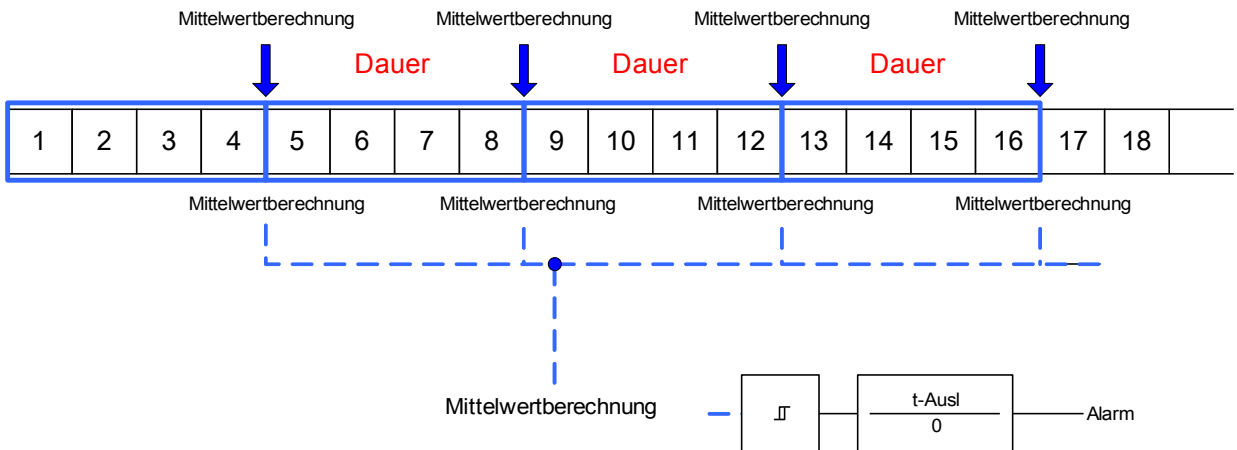 Mittelwertberechnung Mittelwertberechnung Mittelwertberechnung Mittelwertberechnung
Dauer Dauer Dauer
1 2 3 4 5 6 7 8 9 10 11 12 13 14 15 16 17 18
Mittelwertberechnung Mittelwertberechnung Mittelwertberechnung Mittelwertberechnung
Mittelwertberechnung
t-Ausl
0
Alarm